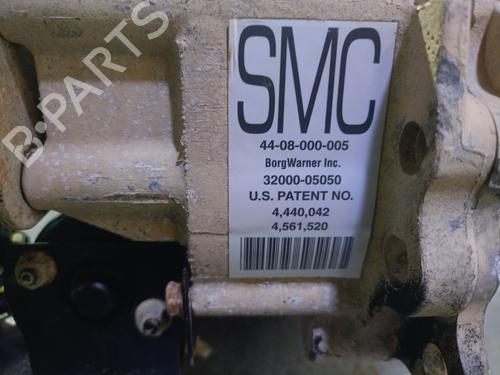 B-PARTS
SMC
44-08-000-005
BorgWarner Inc.
32000-05050
U.S. PATENT NO.
4,440,042
4,561,520